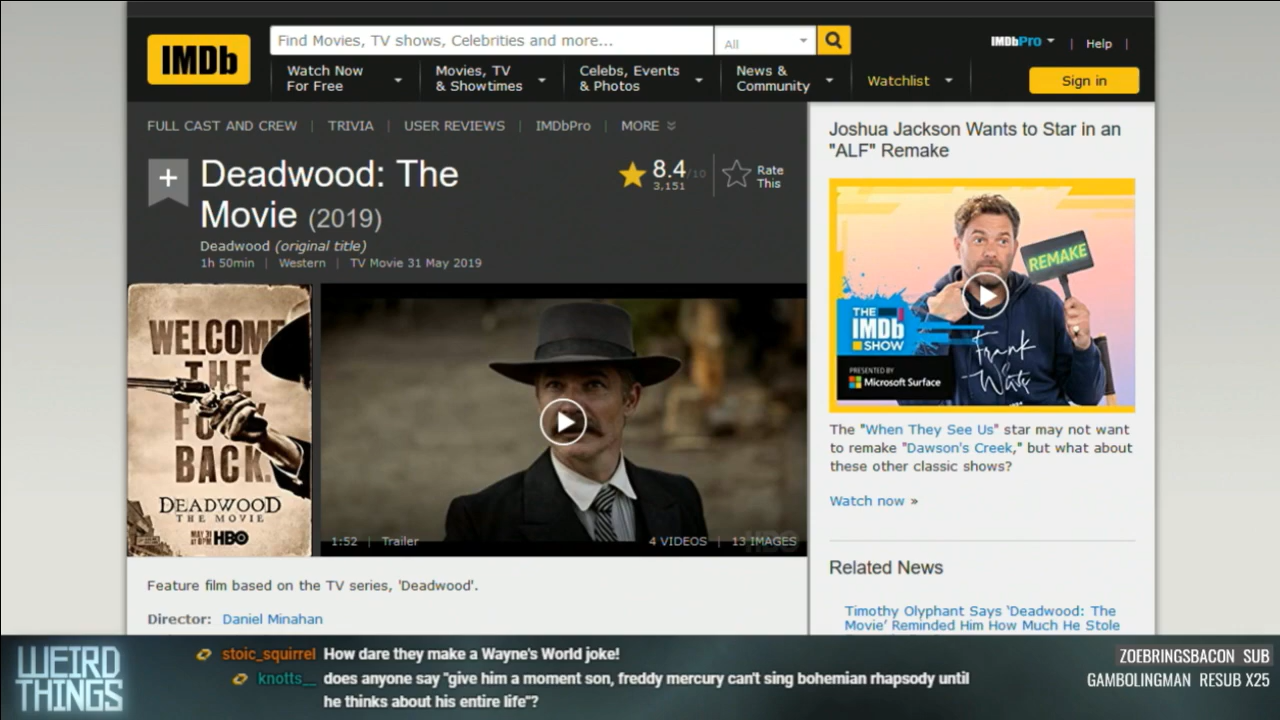 IMDb
Find Movies, TV shows, Celebrities and more...
All
IMDbPro
Help
Watch Now
For Free
Movies, TV
& Showtimes
Celebs, Events
& Photos
News &
Community
Watchlist
Sign in
FULL CAST AND CREW
TRIVIA
USER REVIEWS
IMDbPro
MORE
Deadwood: The
Movie (2019)
8.4/10
3,151
Rate
This
Deadwood (original title)
1h 50min | Western | TV Movie 31 May 2019
WELCOME
THE
BACK.
DEADWOOD
THE MOVIE
MAY 31
HBO
1:52 | Trailer
4 VIDEOS | 13 IMAGES
HBO
Feature film based on the TV series, 'Deadwood'.
Director: Daniel Minahan
Joshua Jackson Wants to Star in an
"ALF" Remake
REMAKE
THE
IMDb
SHOW
PRESENTED BY
Microsoft Surface
Frank
Wats
The "When They See Us" star may not want
to remake "Dawson's Creek," but what about
these other classic shows?
Watch now »
Related News
Timothy Olyphant Says 'Deadwood: The
Movie' Reminded Him How Much He Stole
WEIRD
THINGS
stoic_squirrel How dare they make a Wayne's World joke!
knotts__ does anyone say "give him a moment son, freddy mercury can't sing bohemian rhapsody until
he thinks about his entire life"?
ZOEBRINGSBACON SUB
GAMBOLINGMAN RESUB X25